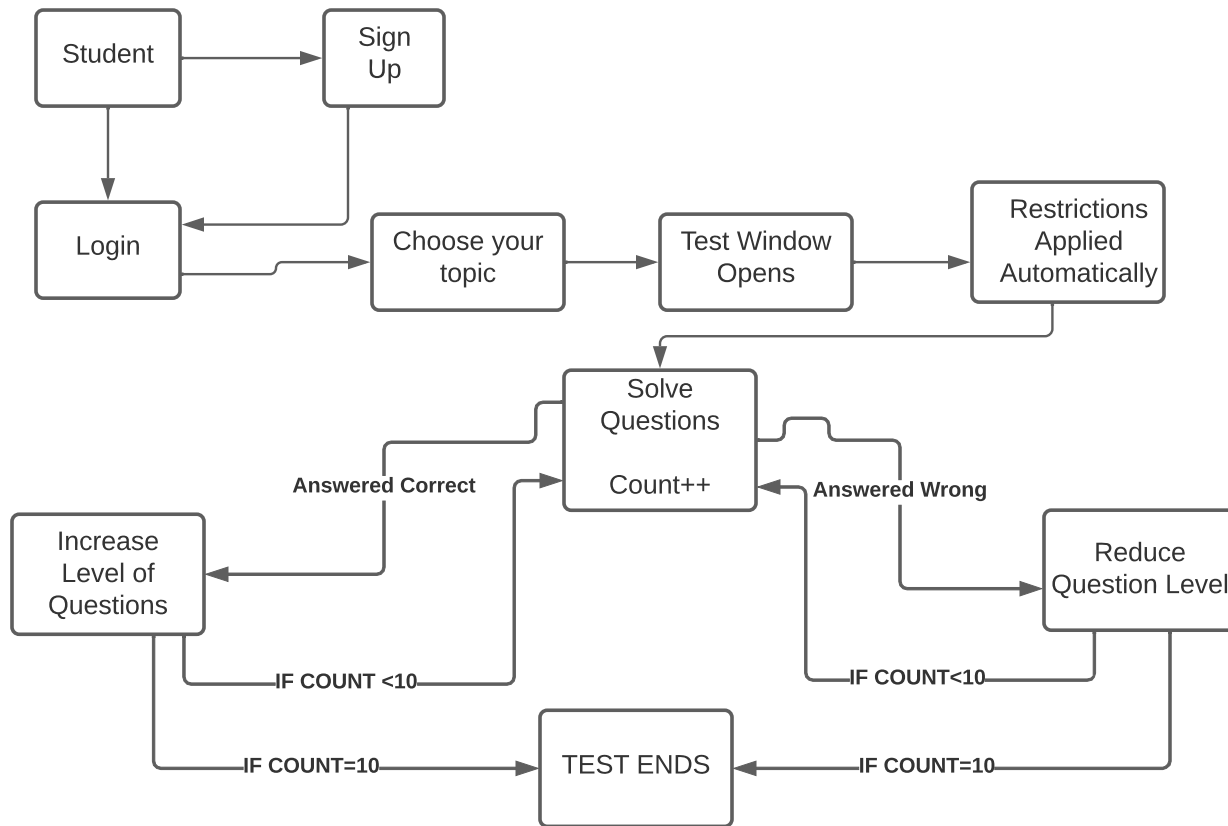 Student
Sign
Up
Login
Choose your
topic
Test Window
Opens
Restrictions
Applied
Automatically
Solve
Questions
Count++
Answered Correct
Answered Wrong
Increase
Level of
Questions
Reduce
Question Level
IF COUNT <10
IF COUNT<10
IF COUNT=10
TEST ENDS
IF COUNT=10